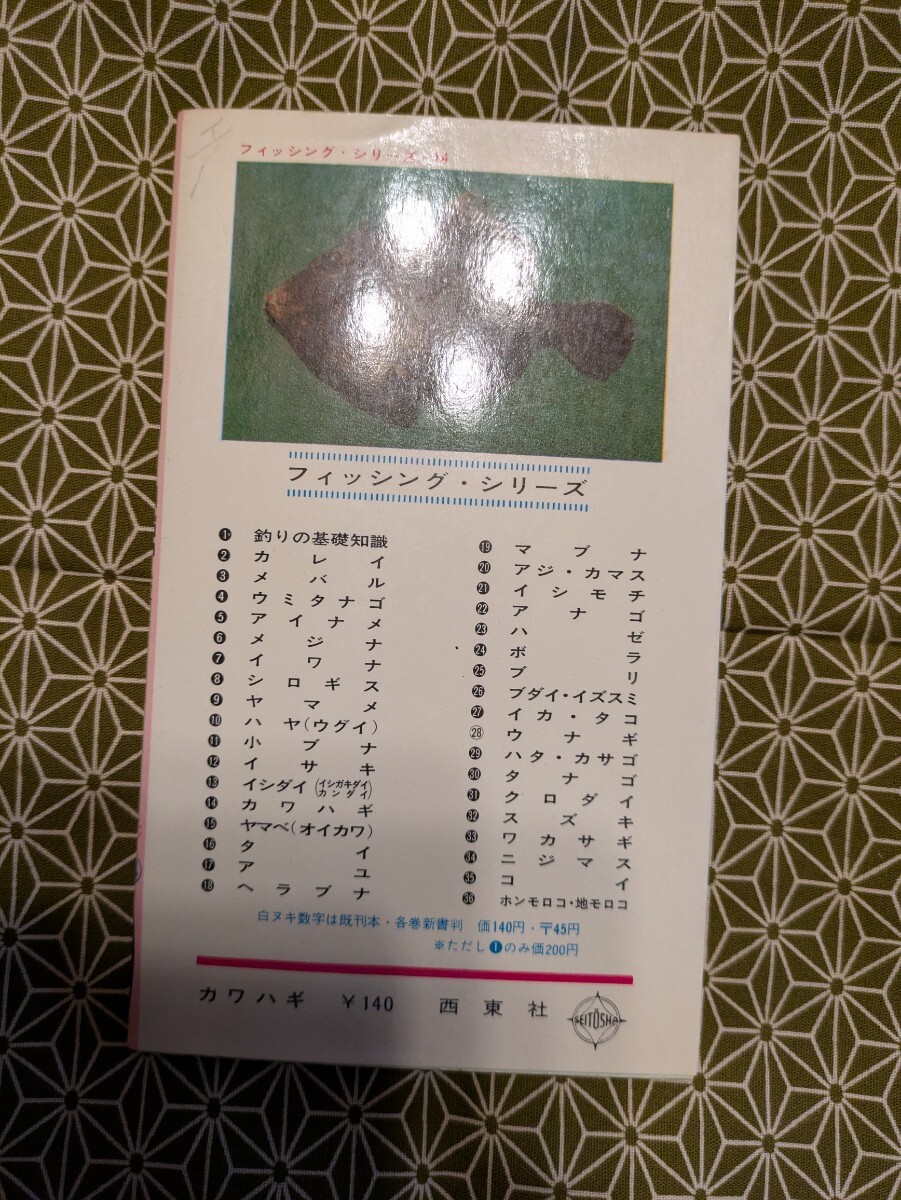 フィッシング・シリーズ 14
フィッシング・シリーズ
❶ 釣りの基礎知識
❷ カレイ
❸ メバル
❹ ウミタナゴ
❺ アイナメ
❻ メジナ
❼ イワナ
❽ シロギス
❾ ヤマメ
❿ ハヤ(ウグイ)
⓫ 小ブナ
⓬ イサキ
⓭ イシダイ(イシガキダイ カンダイ)
⓮ カワハギ
⓯ ヤマベ(オイカワ)
⓰ タイ
⓱ アユ
⓲ ヘラブナ
⓳ マブナ
⓴ アジ・カマス
㉑ イシモチ
㉒ アナゴ
㉓ ハゼ
㉔ ボラ
㉕ ブリ
㉖ ブダイ・イズスミ
㉗ イカ・タコ
㉘ ウナギ
㉙ ハタ・カサゴ
㉚ タナゴ
㉛ クロダイ
㉜ スズキ
㉝ ワカサギ
㉞ ニジマス
㉟ コイ
㊱ ホンモロコ・地モロコ
白ヌキ数字は既刊本・各巻新書判 価140円・〒45円
※ただし❶のみ価200円
カワハギ ¥140 西東社 SEITŌSHA